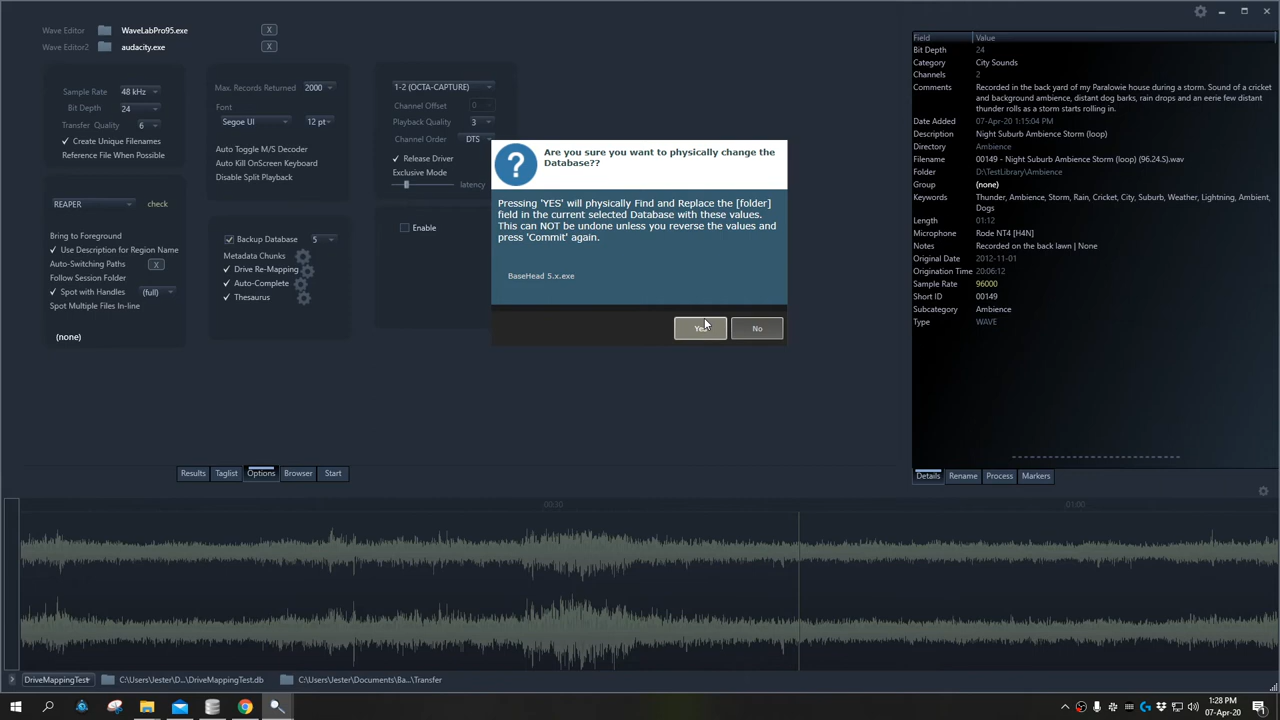 Wave Editor WaveLabPro95.exe X
Wave Editor2 audacity.exe X
Sample Rate 48 kHz
Bit Depth 24
Transfer Quality 6
Create Unique Filenames
Reference File When Possible
Max. Records Returned 2000
Font
Segoe UI 12 pt
Auto Toggle M/S Decoder
Auto Kill OnScreen Keyboard
Disable Split Playback
1-2 (OCTA-CAPTURE)
Channel Offset 0
Playback Quality 3
Channel Order DTS
Release Driver
Exclusive Mode
latency
REAPER check
Bring to Foreground
Use Description for Region Name
Auto-Switching Paths X
Follow Session Folder
Spot with Handles (full)
Spot Multiple Files In-line
(none)
Backup Database 5
Metadata Chunks
Drive Re-Mapping
Auto-Complete
Thesaurus
Enable
Are you sure you want to physically change the
Database??
Pressing 'YES' will physically Find and Replace the [folder]
field in the current selected Database with these values.
This can NOT be undone unless you reverse the values and
press 'Commit' again.
BaseHead 5.x.exe
Yes No
Field Value
Bit Depth 24
Category City Sounds
Channels 2
Comments Recorded in the back yard of my Paralowie house during a storm. Sound of a cricket
and background ambience, distant dog barks, rain drops and an eerie few distant
thunder rolls as a storm starts rolling in.
Date Added 07-Apr-20 1:15:04 PM
Description Night Suburb Ambience Storm (loop)
Directory Ambience
Filename 00149 - Night Suburb Ambience Storm (loop) (96.24.S).wav
Folder D:\TestLibrary\Ambience
Group (none)
Keywords Thunder, Ambience, Storm, Rain, Cricket, City, Suburb, Weather, Lightning, Ambient,
Dogs
Length 01:12
Microphone Rode NT4 [H4N]
Notes Recorded on the back lawn | None
Original Date 2012-11-01
Origination Time 20:06:12
Sample Rate 96000
Short ID 00149
Subcategory Ambience
Type WAVE
Results Taglist Options Browser Start
Details Rename Process Markers
00:30 01:00
DriveMappingTest C:\Users\Jester\D...\DriveMappingTest.db C:\Users\Jester\Documents\Ba...\Transfer
1:28 PM
07-Apr-20
1